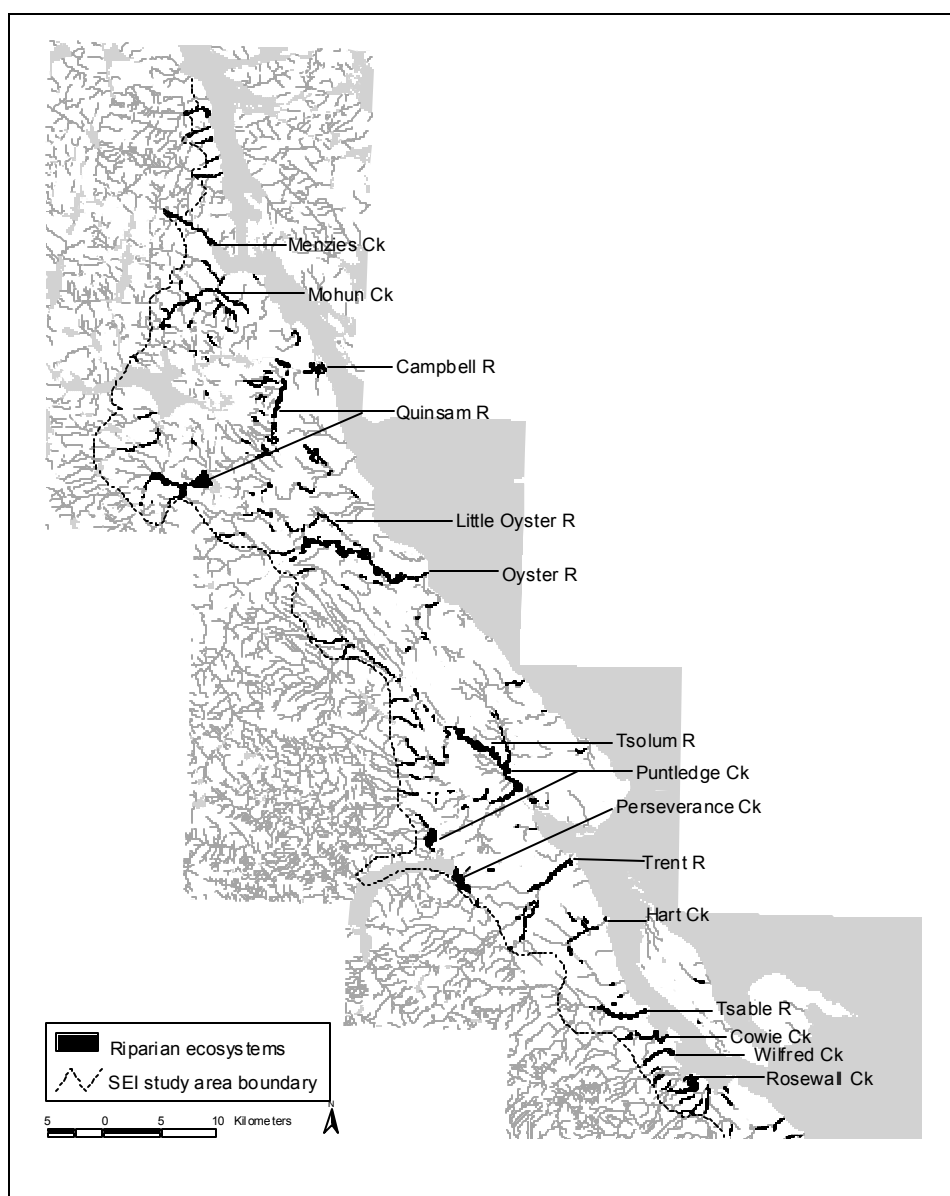 Menzies Ck
Mohun Ck
Campbell R
Quinsam R
Little Oyster R
Oyster R
Tsolum R
Puntledge Ck
Perseverance Ck
Trent R
Hart Ck
Tsable R
Cowie Ck
Wilfred Ck
Rosewall Ck
Riparian ecosystems
SEI study area boundary
N
5 0 5 10 Kilometers